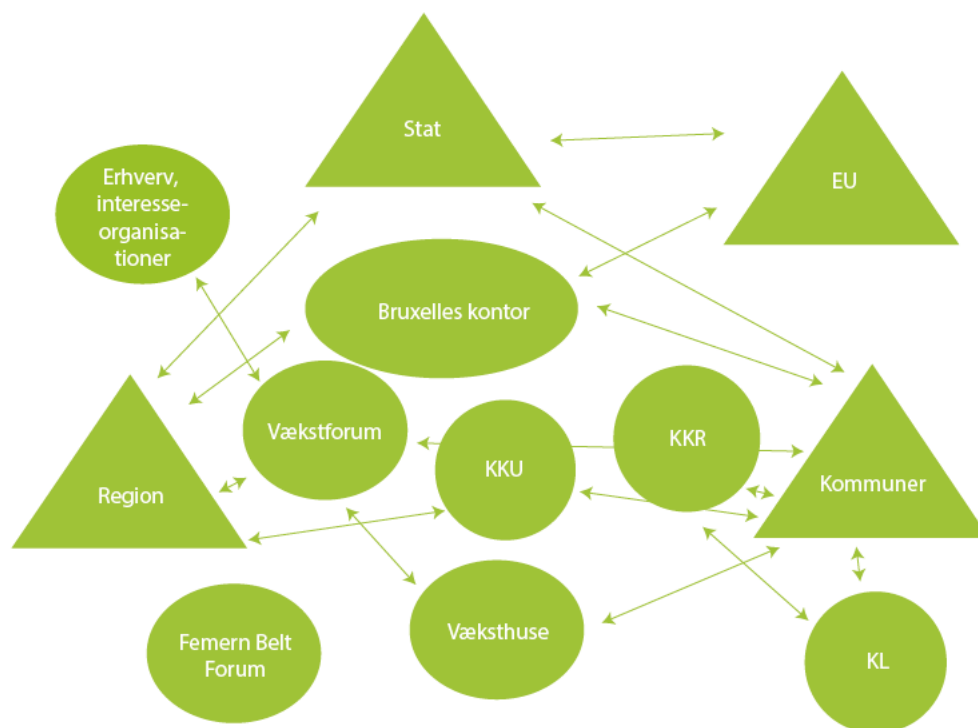 Stat
EU
Erhverv,
interesse-
organisa-
tioner
Bruxelles kontor
Vækstforum
KKR
KKU
Region
Kommuner
Femern Belt
Forum
Væksthuse
KL